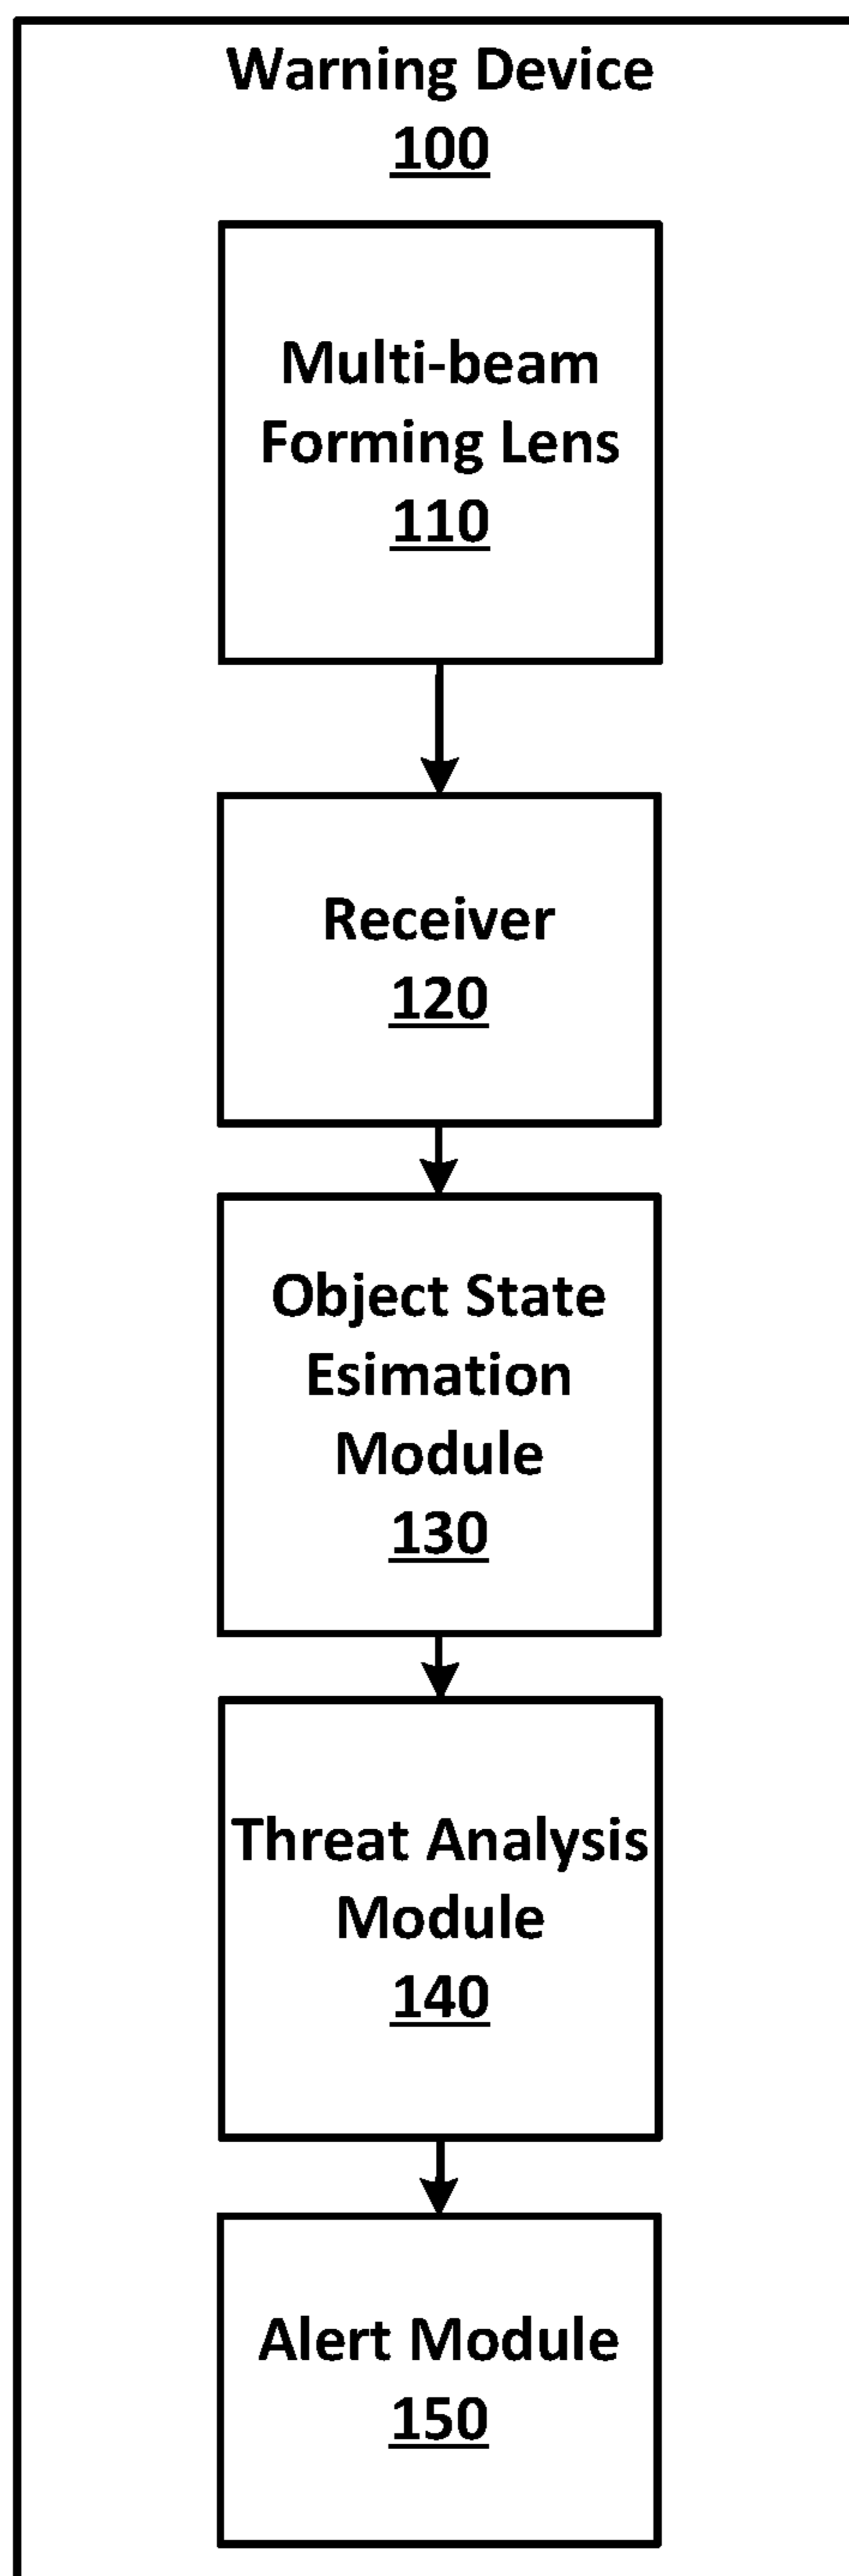 Warning Device
100
Multi-beam
Forming Lens
110
Receiver
120
Object State
Esimation
Module
130
Threat Analysis
Module
140
Alert Module
150